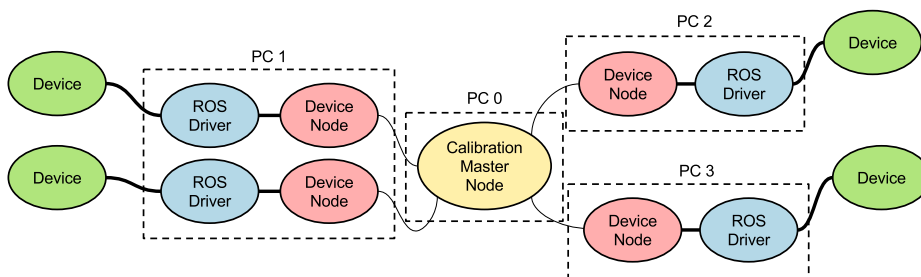 PC 1
Device
ROS
Driver
Device
Node
Device
ROS
Driver
Device
Node
PC 0
Calibration
Master
Node
PC 2
Device
Node
ROS
Driver
Device
PC 3
Device
Node
ROS
Driver
Device